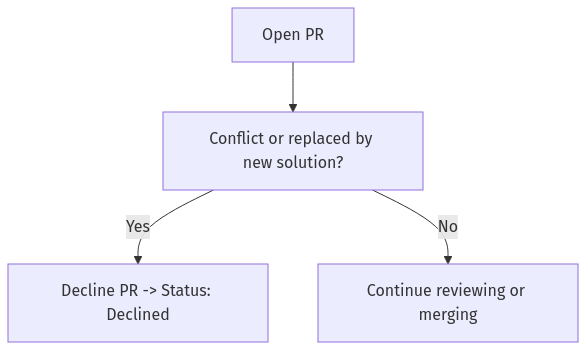 Open PR
Conflict or replaced by
new solution?
Yes
No
Decline PR -> Status:
Declined
Continue reviewing or
merging